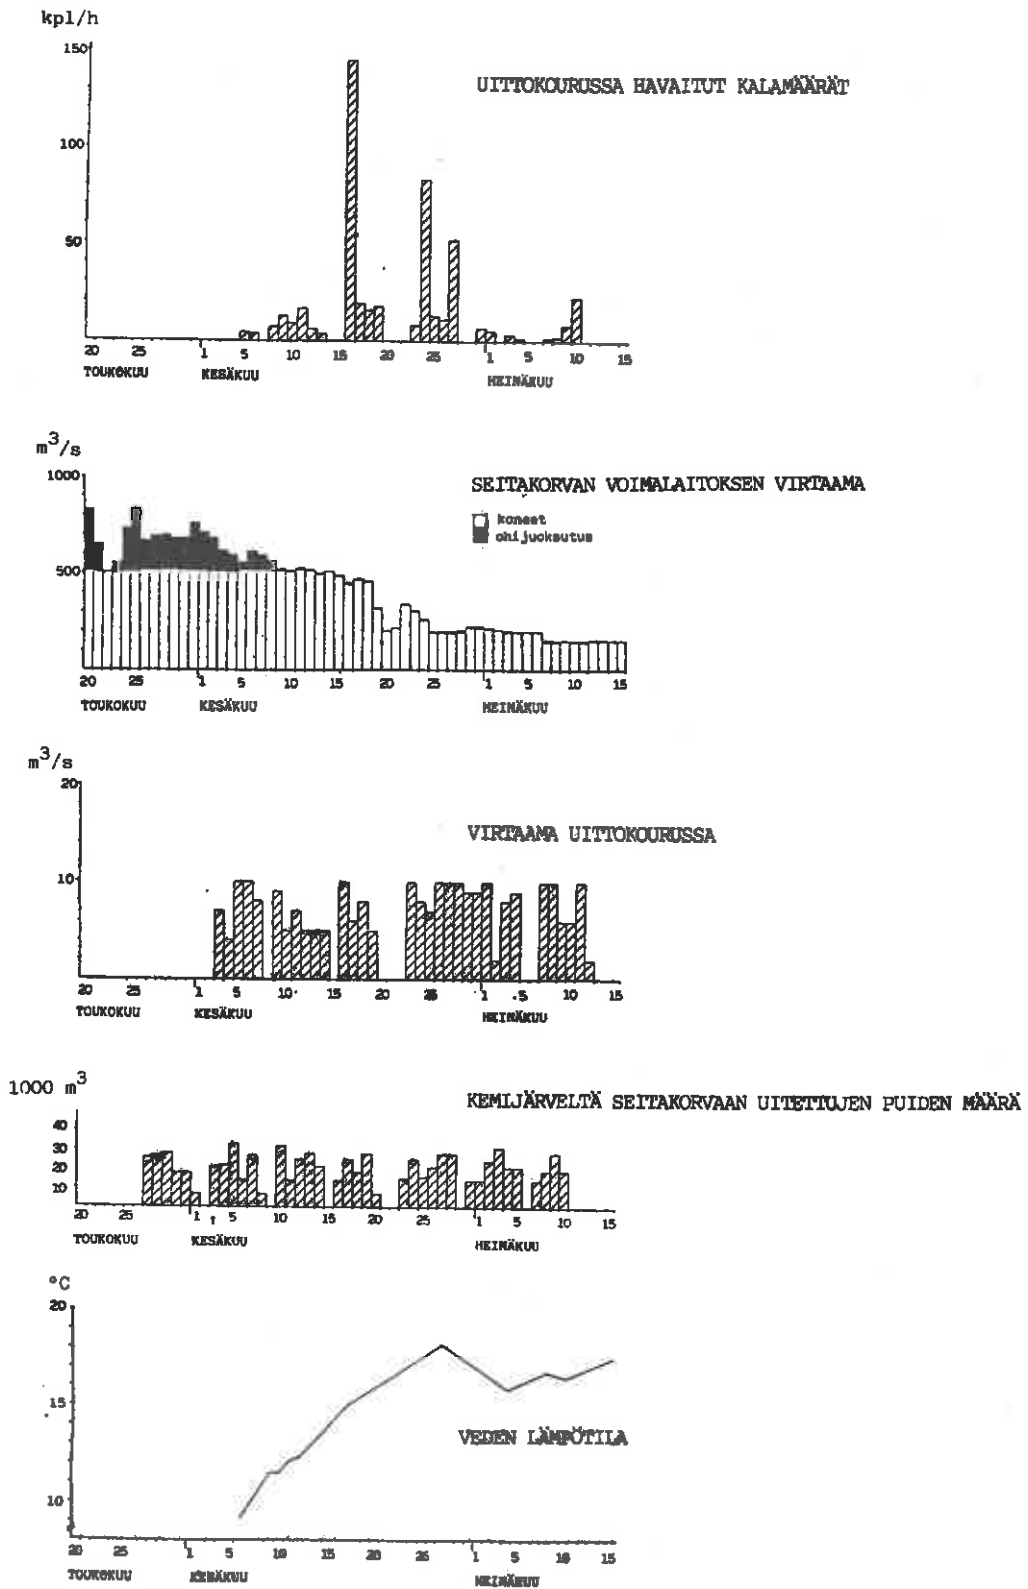 kpl/h
150
UITTOKOURUSSA HAVAITUT KALAMÄÄRÄT
100
50
20 25 1 5 10 15 20 25 1 5 10 15
TOUKOKUU KESÄKUU HEINÄKUU
m³/s
1000
SEITAKORVAN VOIMALAITOKSEN VIRTAAMA
koneet
ohijuoksutus
500
20 25 1 5 10 15 20 25 1 5 10 15
TOUKOKUU KESÄKUU HEINÄKUU
m³/s
20
VIRTAAMA UITTOKOURUSSA
10
20 25 1 5 10 15 20 25 1 5 10 15
TOUKOKUU KESÄKUU HEINÄKUU
1000 m³
KEMIJÄRVELTÄ SEITAKORVAAN UITETTUJEN PUIDEN MÄÄRÄ
40
30
20
10
20 25 1 5 10 15 20 25 1 5 10 15
TOUKOKUU KESÄKUU HEINÄKUU
°C
20
15
VEDEN LÄMPÖTILA
10
20 25 1 5 10 15 20 25 1 5 10 15
TOUKOKUU KESÄKUU HEINÄKUU